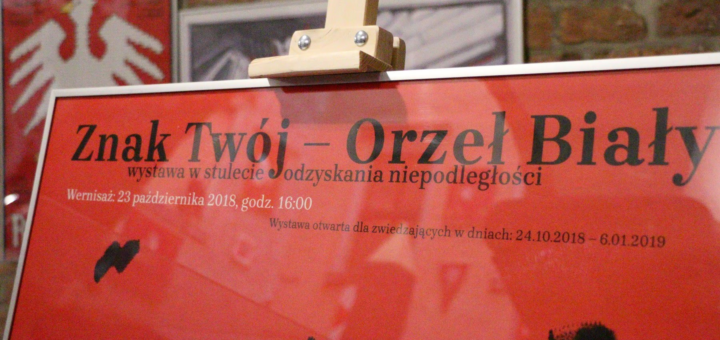 Znak Twój – Orzeł Biały
wystawa w stulecie odzyskania niepodległości
Wernisaż: 23 października 2018, godz. 16:00
Wystawa otwarta dla zwiedzających w dniach: 24.10.2018 – 6.01.2019